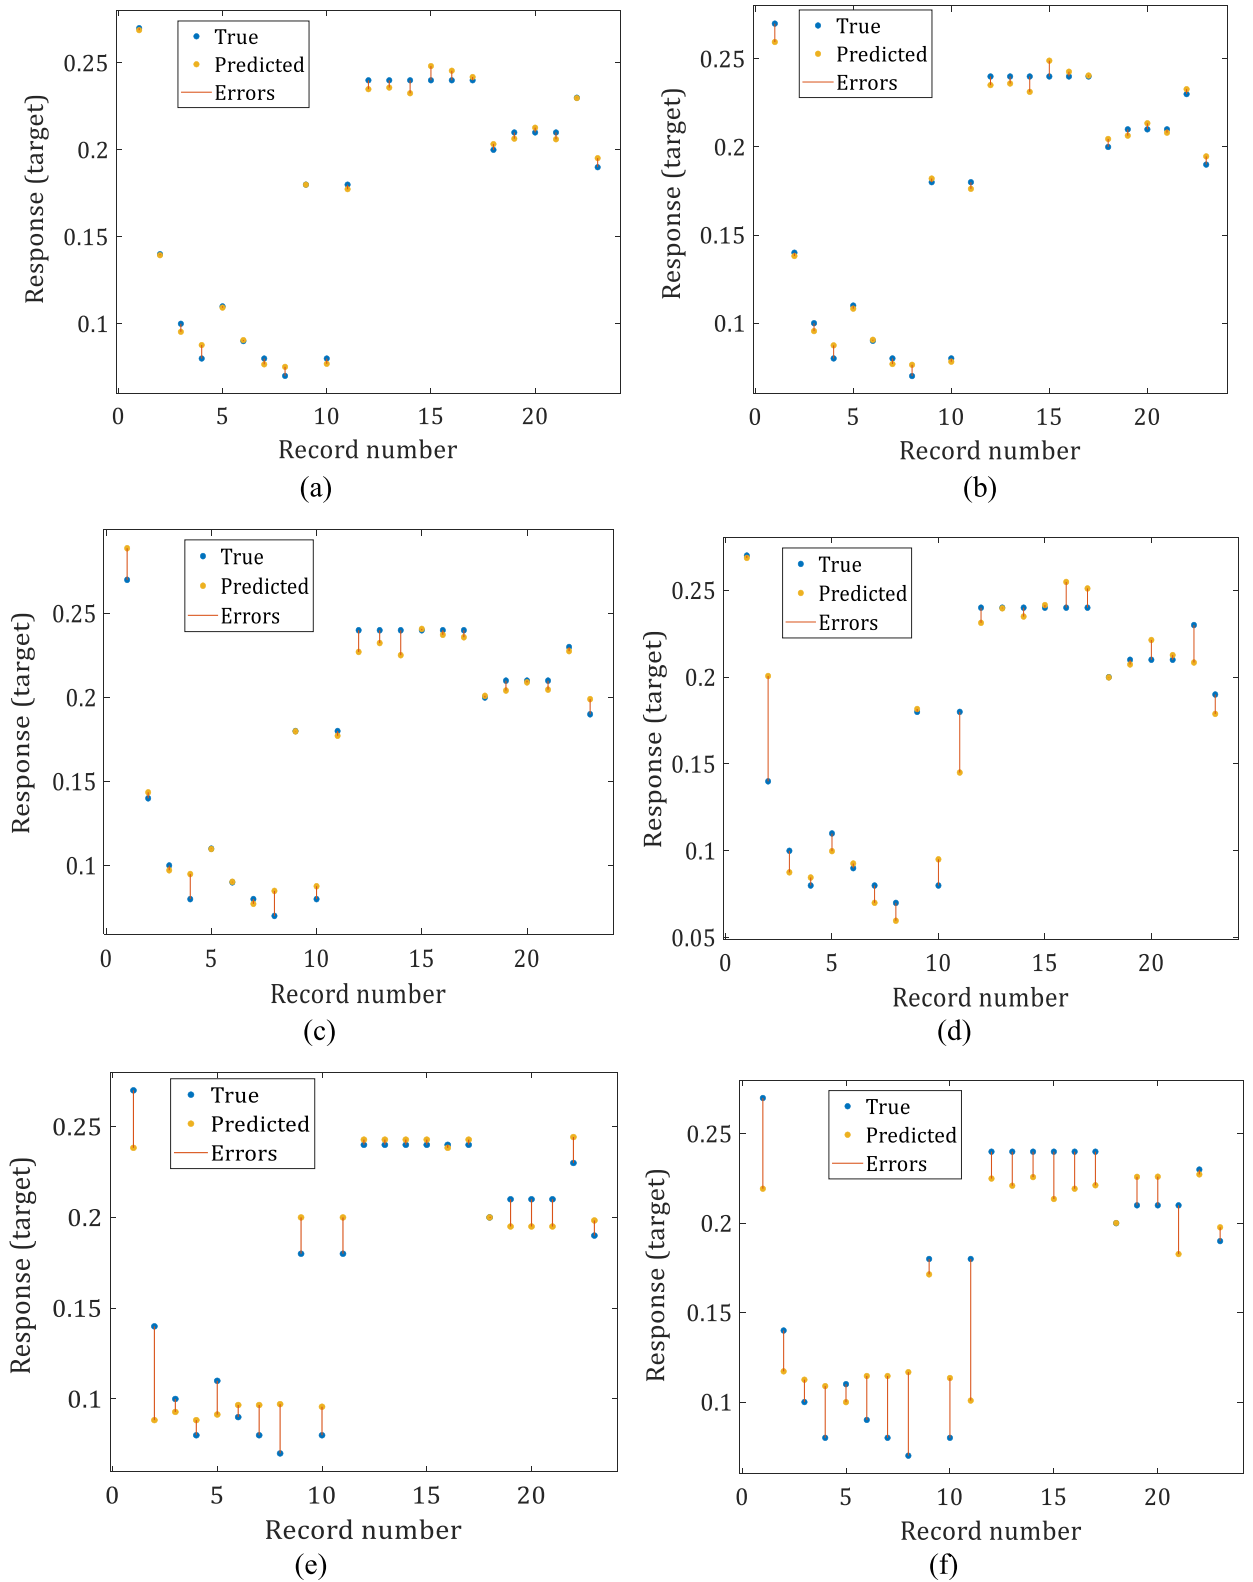 True
Predicted
Errors
0.25
0.2
0.15
0.1
Response (target)
0 5 10 15 20
Record number
(a)
True
Predicted
Errors
0.25
0.2
0.15
0.1
Response (target)
0 5 10 15 20
Record number
(b)
True
Predicted
Errors
0.25
0.2
0.15
0.1
Response (target)
0 5 10 15 20
Record number
(c)
True
Predicted
Errors
0.25
0.2
0.15
0.1
0.05
Response (target)
0 5 10 15 20
Record number
(d)
True
Predicted
Errors
0.25
0.2
0.15
0.1
Response (target)
0 5 10 15 20
Record number
(e)
True
Predicted
Errors
0.25
0.2
0.15
0.1
Response (target)
0 5 10 15 20
Record number
(f)